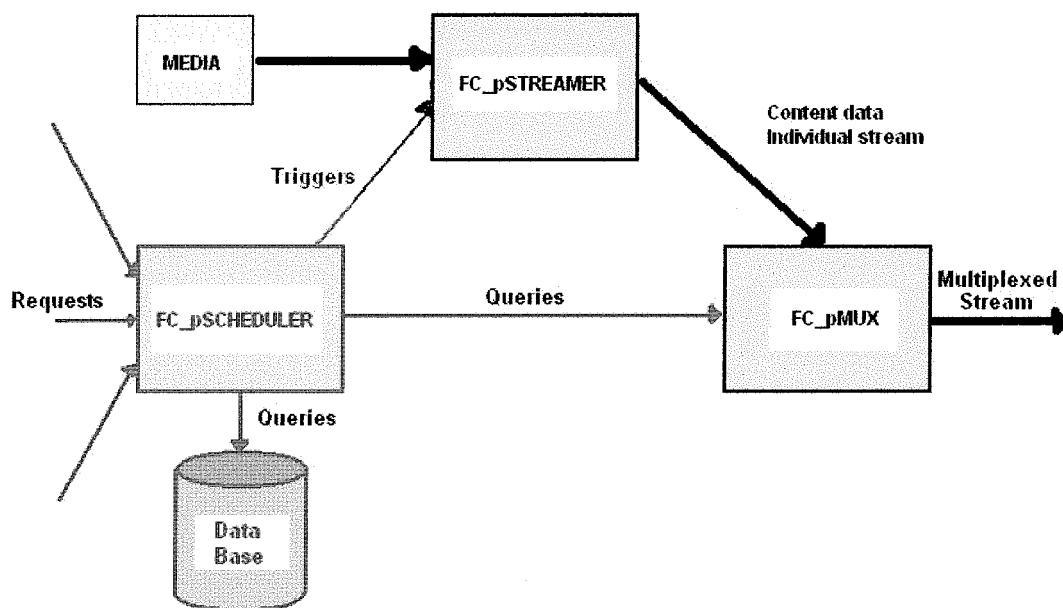 MEDIA
FC_pSTREAMER
Content data
Individual stream
Triggers
Requests
FC_pSCHEDULER
Queries
FC_pMUX
Multiplexed
Stream
Queries
Data
Base